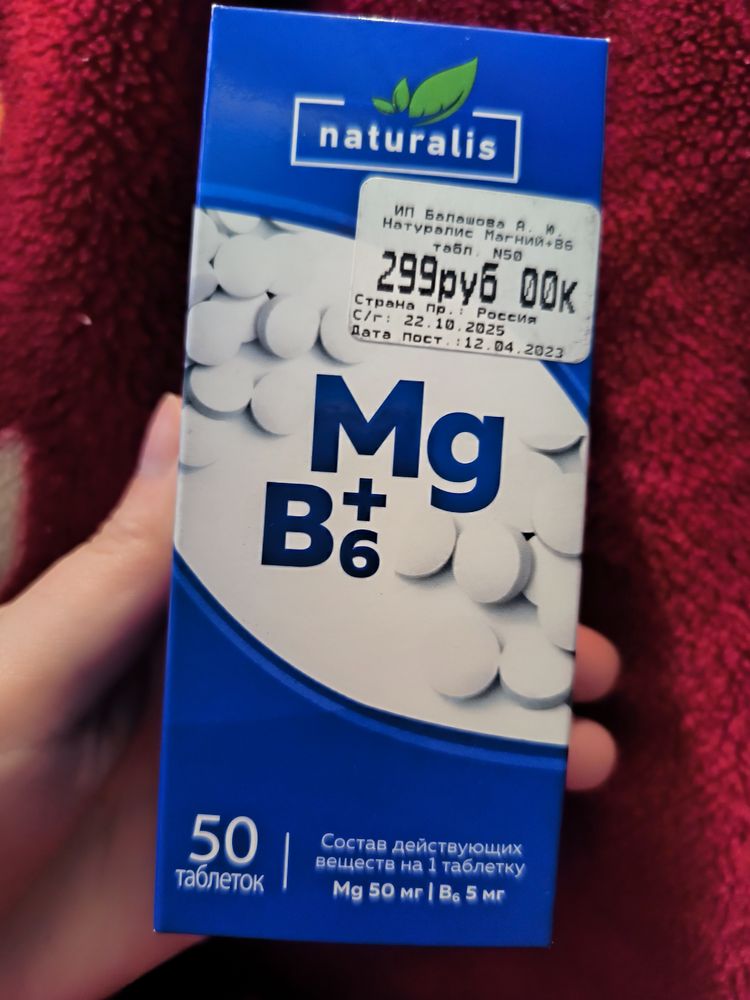 naturalis
ИП Балашова А. Ю.
Натуралис Магний+В6
табл. N50
299руб 00К
Страна пр.: Россия
С/г: 22.10.2025
Дата пост.:12.04.2023
Mg
+
B6
50
таблеток
Состав действующих
веществ на 1 таблетку
Mg 50 мг | B₆ 5 мг